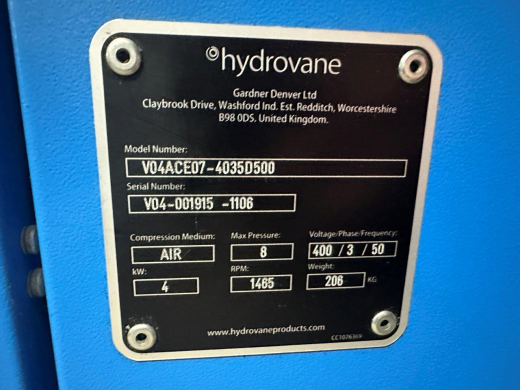 hydrovane
Gardner Denver Ltd
Claybrook Drive, Washford Ind. Est. Redditch, Worcestershire
B98 0DS. United Kingdom.
Model Number:
V04ACE07-4035D500
Serial Number:
V04-001915 -1106
Compression Medium: Max Pressure: Voltage/Phase/Frequency:
AIR 8 400 / 3 / 50
kW: RPM: Weight:
4 1465 206 KG
www.hydrovaneproducts.com
CC1076369